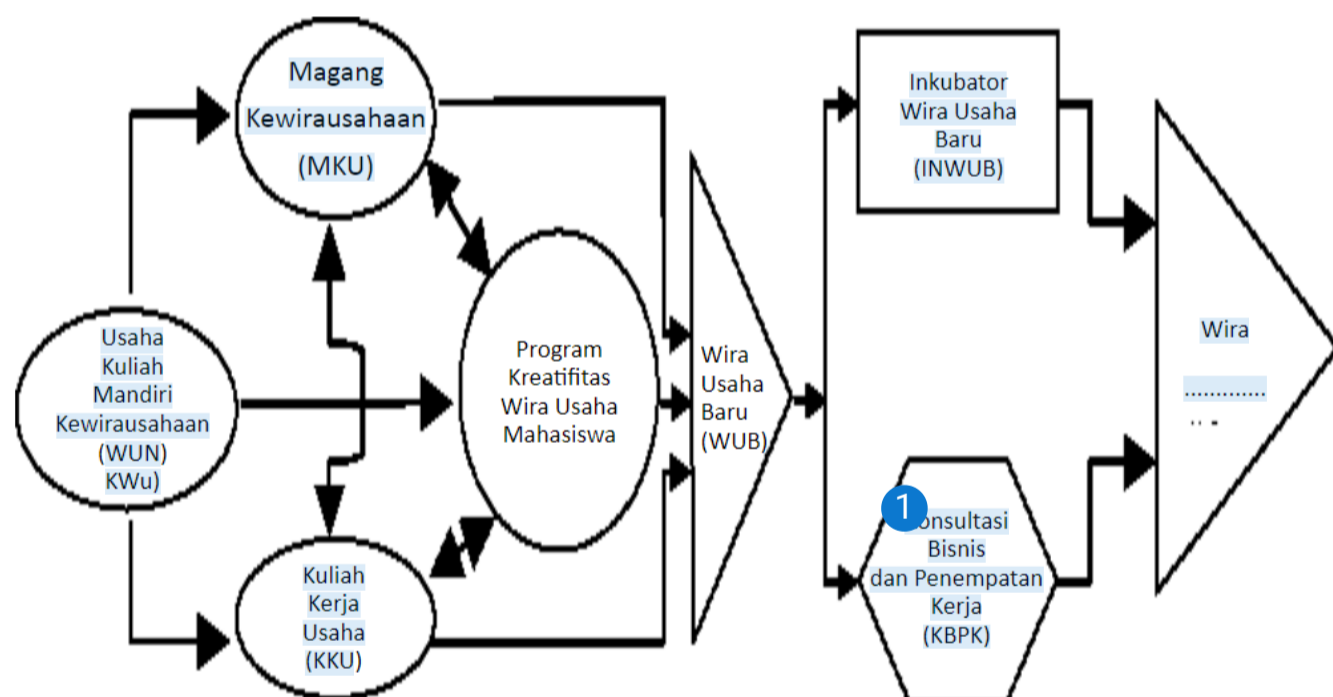 Magang
Kewirausahaan
(MKU)
Usaha
Kuliah
Mandiri
Kewirausahaan
(WUN)
KWu)
Program
Kreatifitas
Wira Usaha
Mahasiswa
Kuliah
Kerja
Usaha
(KKU)
Wira
Usaha
Baru
(WUB)
Inkubator
Wira Usaha
Baru
(INWUB)
1
onsultasi
Bisnis
dan Penempatan
Kerja
(KBPK)
Wira
.............